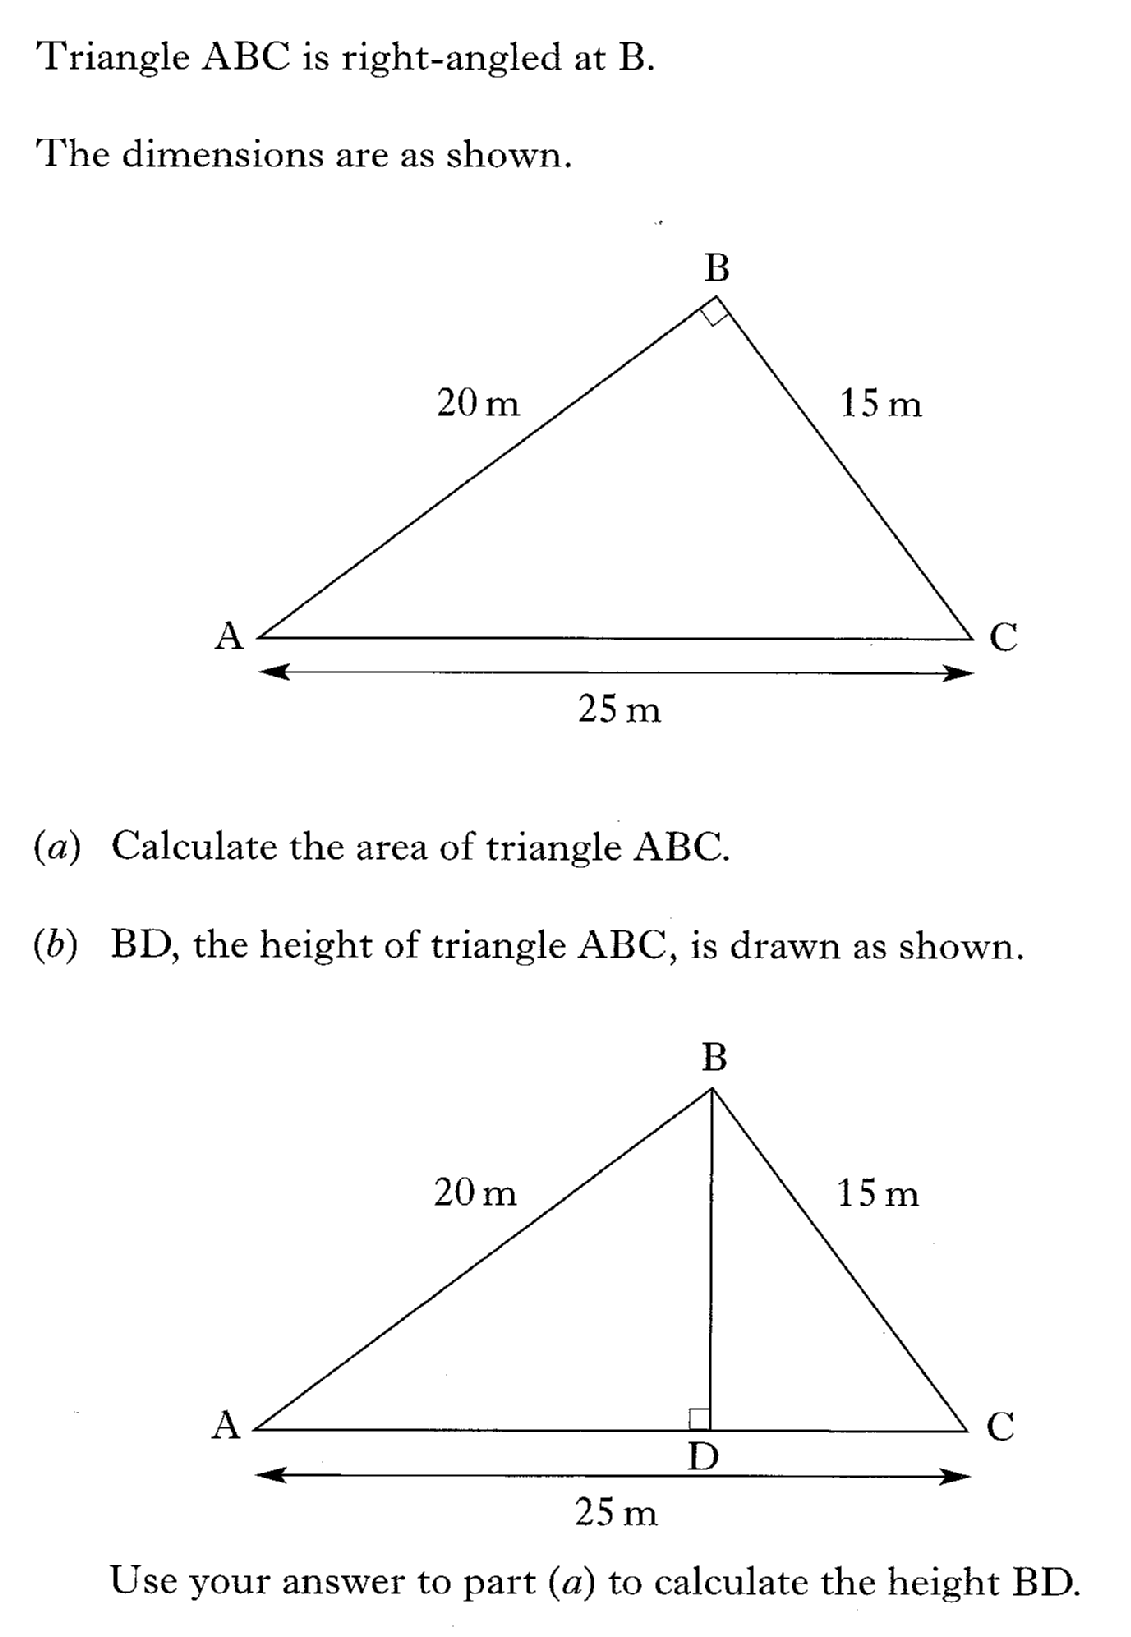 Triangle ABC is right-angled at B.
The dimensions are as shown.
B
20 m
15 m
A
C
25 m
(a) Calculate the area of triangle ABC.
(b) BD, the height of triangle ABC, is drawn as shown.
B
20 m
15 m
A
C
D
25 m
Use your answer to part (a) to calculate the height BD.